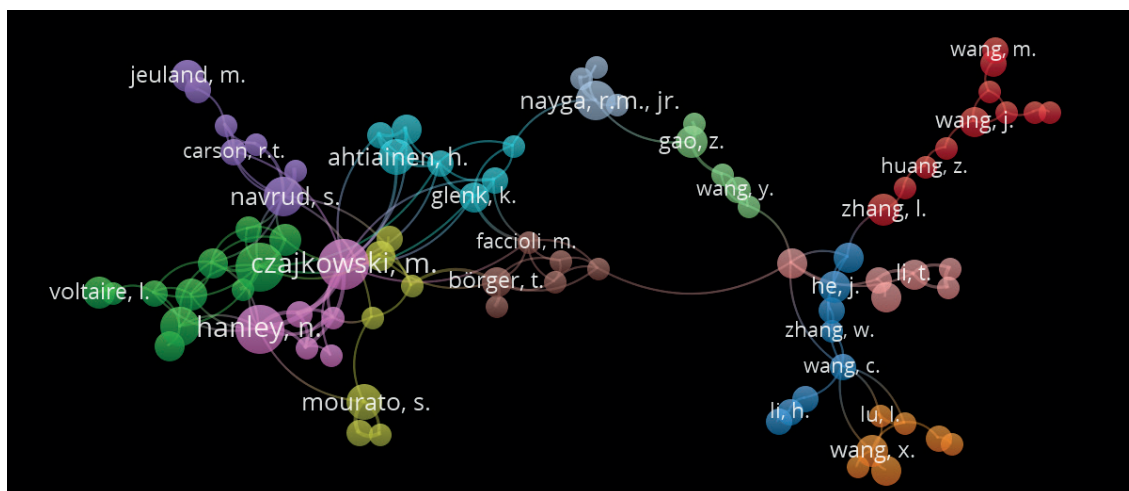 wang, m.
jeuland, m.
nayga, r.m., jr.
wang, j.
gao, z.
carson, r.t.
ahtiainen, h.
huang, z.
wang, y.
navrud, s.
glenk, k.
zhang, l.
faccioli, m.
czajkowski, m.
li, t.
börger, t.
he, j.
voltaire, l.
hanley, n.
zhang, w.
wang, c.
mourato, s.
li, h.
lu, l.
wang, x.